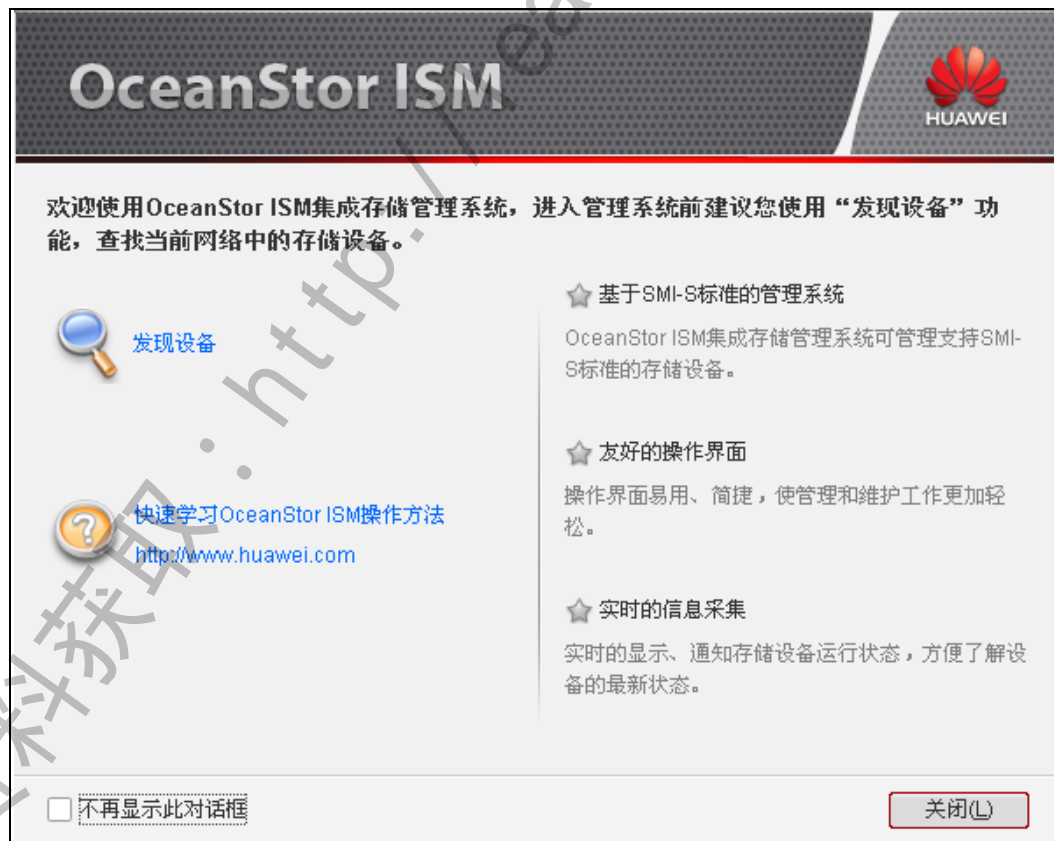 OceanStor ISM
HUAWEI
欢迎使用OceanStor ISM集成存储管理系统，进入管理系统前建议您使用“发现设备”功
能，查找当前网络中的存储设备。
发现设备
快速学习OceanStor ISM操作方法
http://www.huawei.com
基于SMI-S标准的管理系统
OceanStor ISM集成存储管理系统可管理支持SMI-
S标准的存储设备。
友好的操作界面
操作界面易用、简捷，使管理和维护工作更加轻
松。
实时的信息采集
实时的显示、通知存储设备运行状态，方便了解设
备的最新状态。
不再显示此对话框
关闭(L)
料获取：http://lea